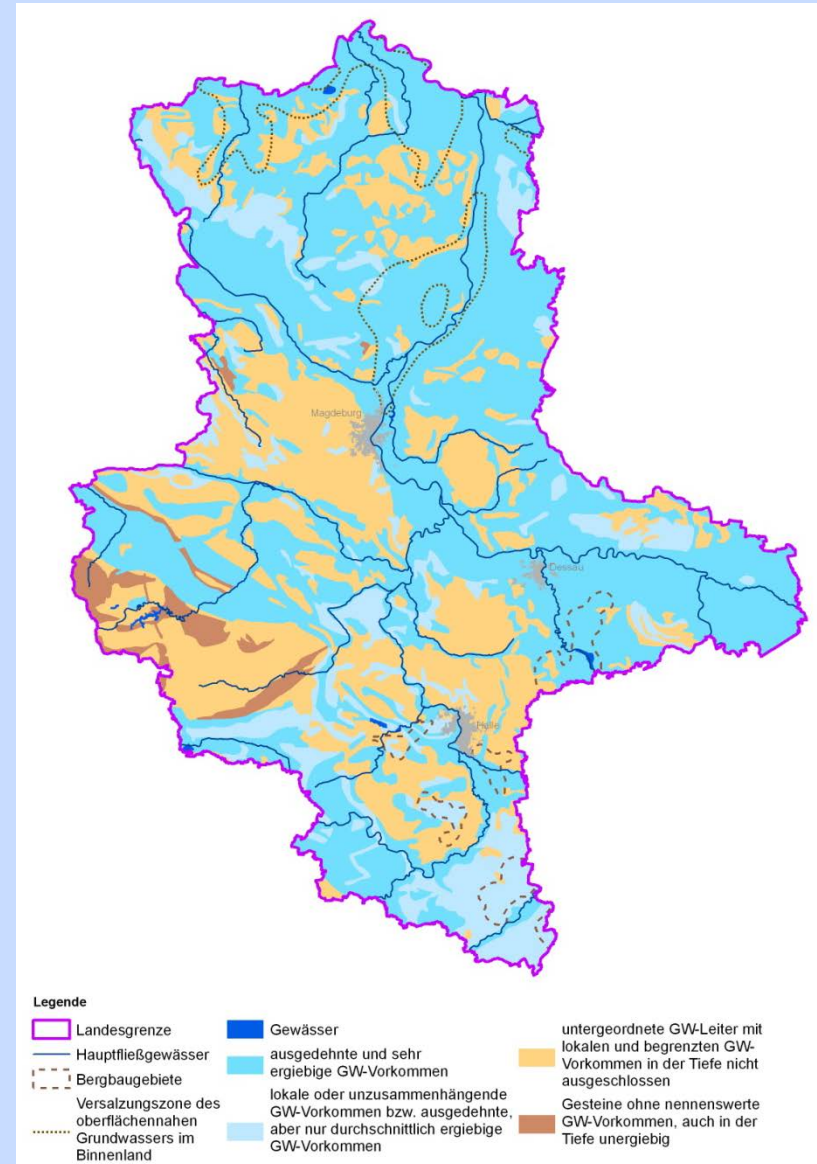 Magdeburg
Dessau
Halle
Legende
Landesgrenze
Hauptfließgewässer
Bergbaugebiete
Versalzungszone des
oberflächennahen
Grundwassers im
Binnenland
Gewässer
ausgedehnte und sehr
ergiebige GW-Vorkommen
lokale oder unzusammenhängende
GW-Vorkommen bzw. ausgedehnte,
aber nur durchschnittlich ergiebige
GW-Vorkommen
untergeordnete GW-Leiter mit
lokalen und begrenzten GW-
Vorkommen in der Tiefe nicht
ausgeschlossen
Gesteine ohne nennenswerte
GW-Vorkommen, auch in der
Tiefe unergiebig